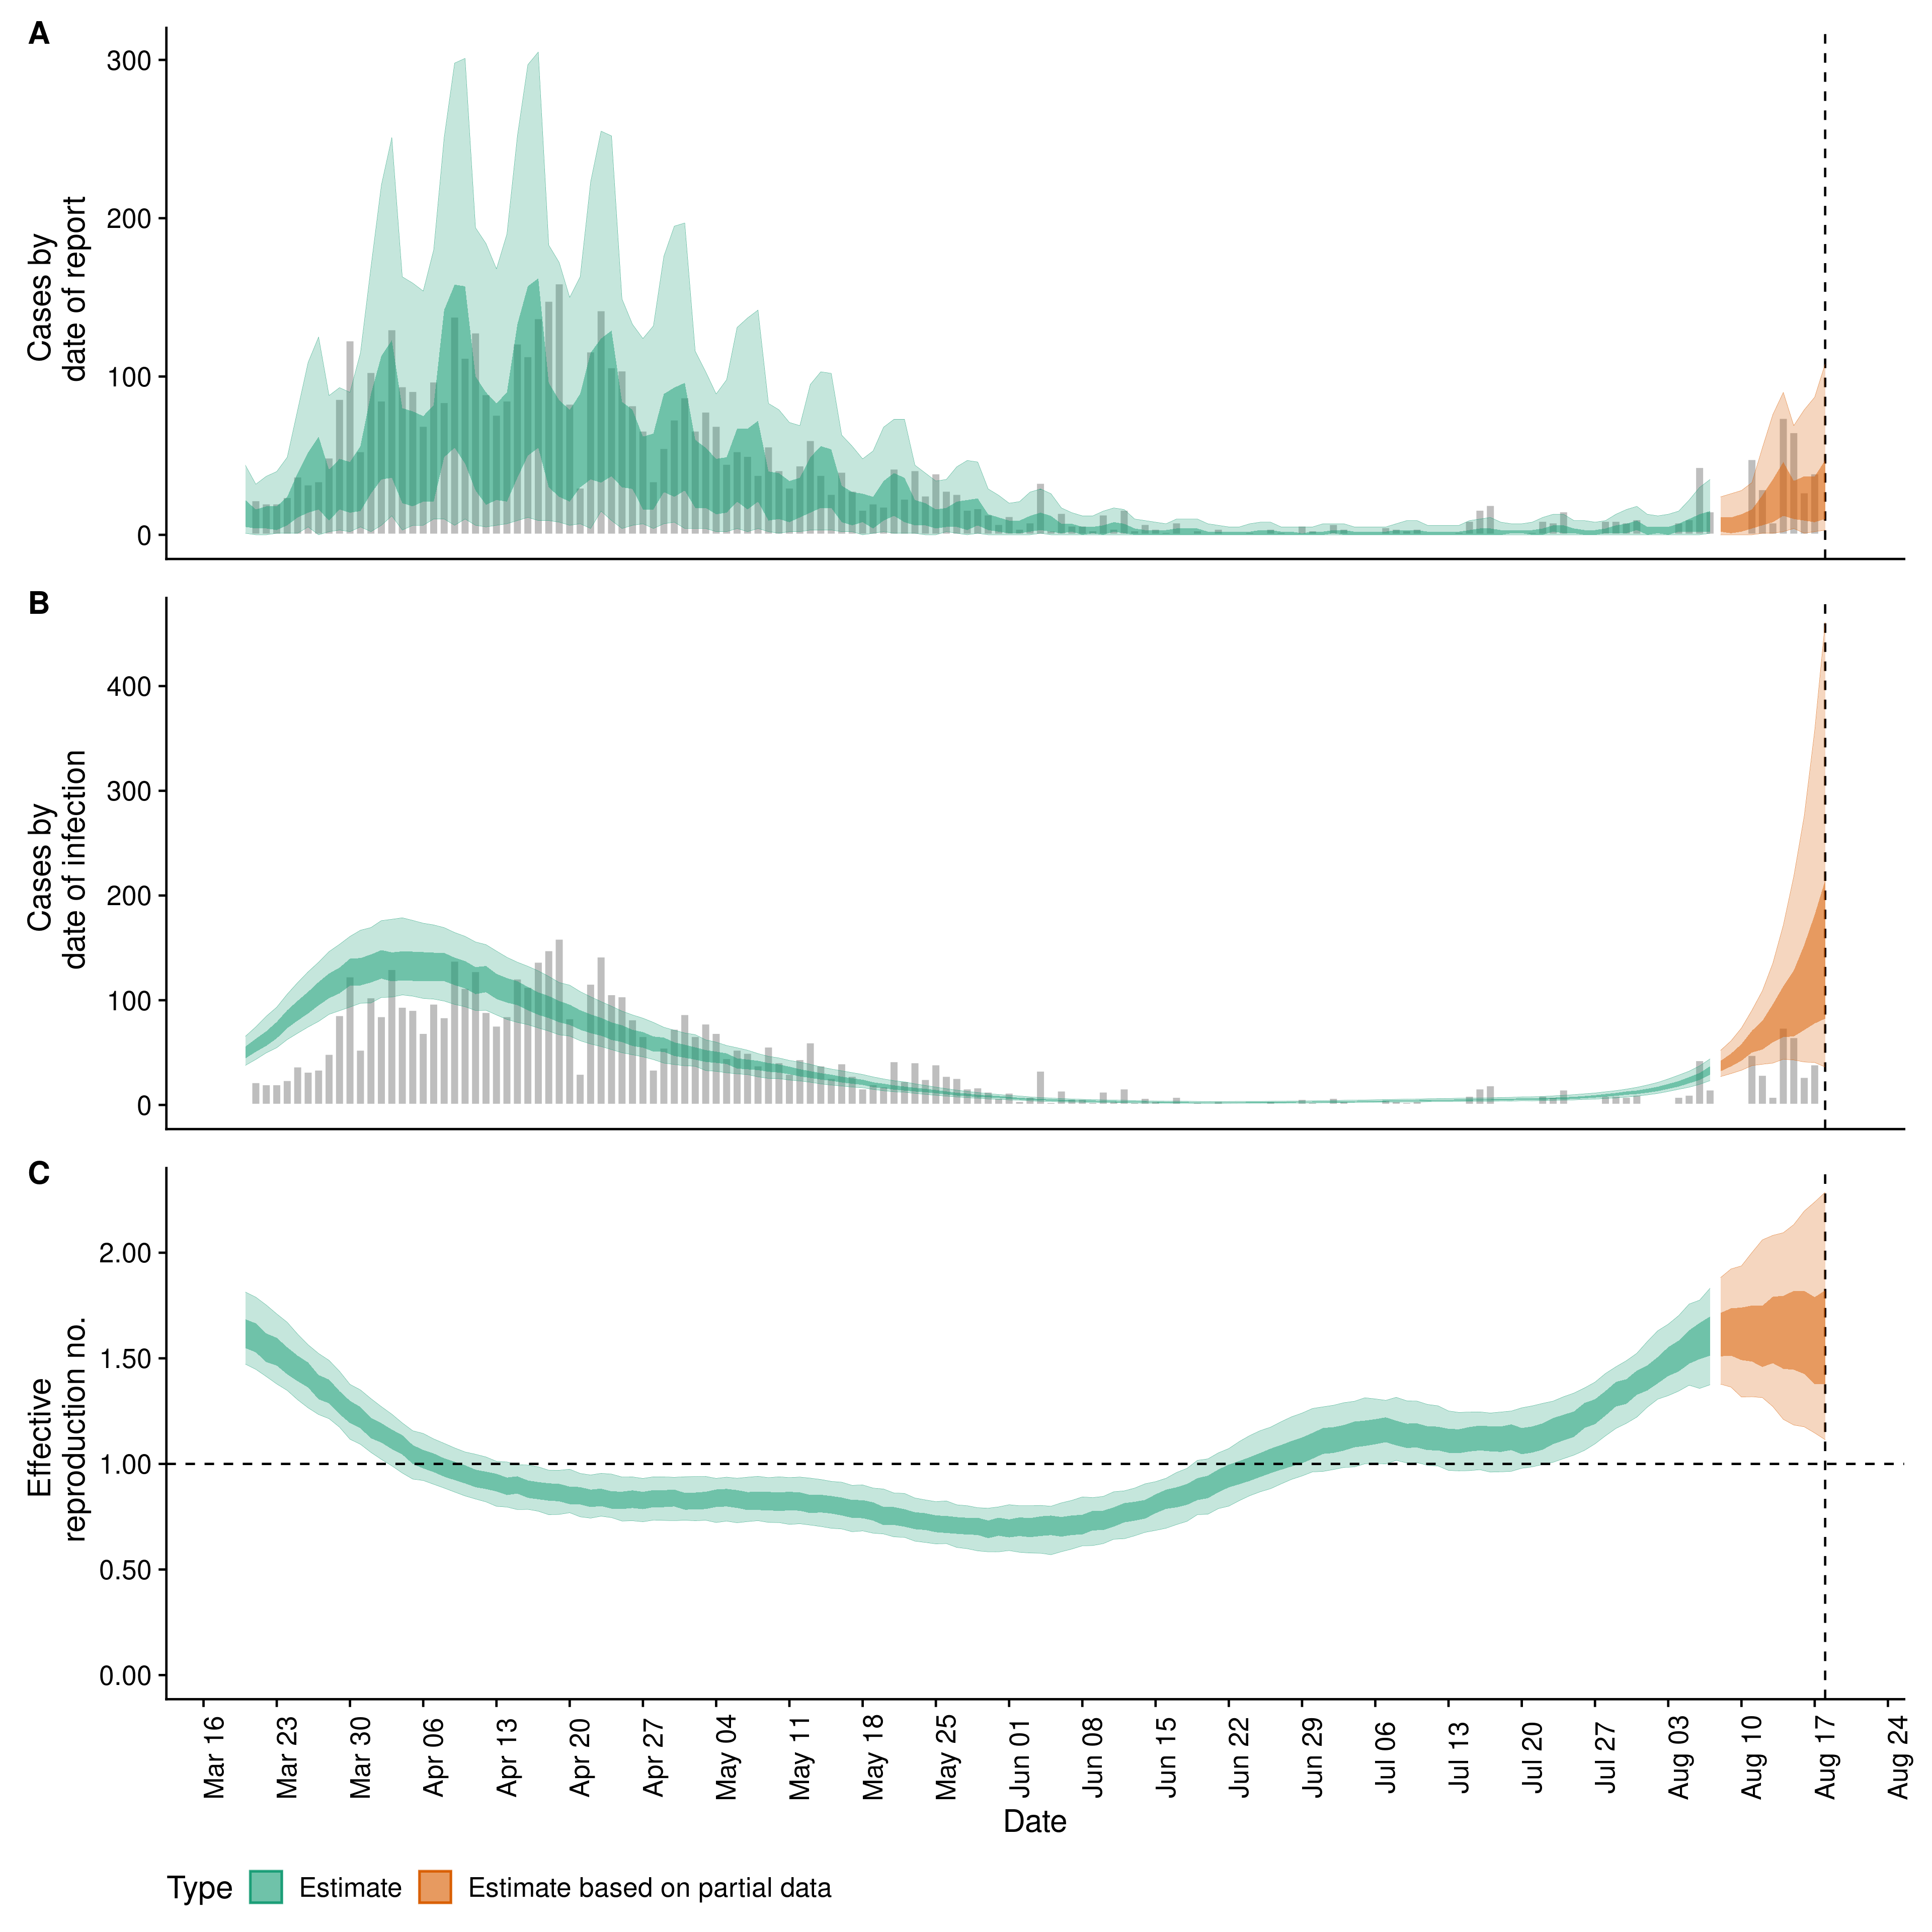 A
Cases by
date of report
300
200
100
0
B
Cases by
date of infection
400
300
200
100
0
C
Effective
reproduction no.
2.00
1.50
1.00
0.50
0.00
Mar 16
Mar 23
Mar 30
Apr 06
Apr 13
Apr 20
Apr 27
May 04
May 11
May 18
May 25
Jun 01
Jun 08
Jun 15
Jun 22
Jun 29
Jul 06
Jul 13
Jul 20
Jul 27
Aug 03
Aug 10
Aug 17
Aug 24
Date
Type
Estimate
Estimate based on partial data